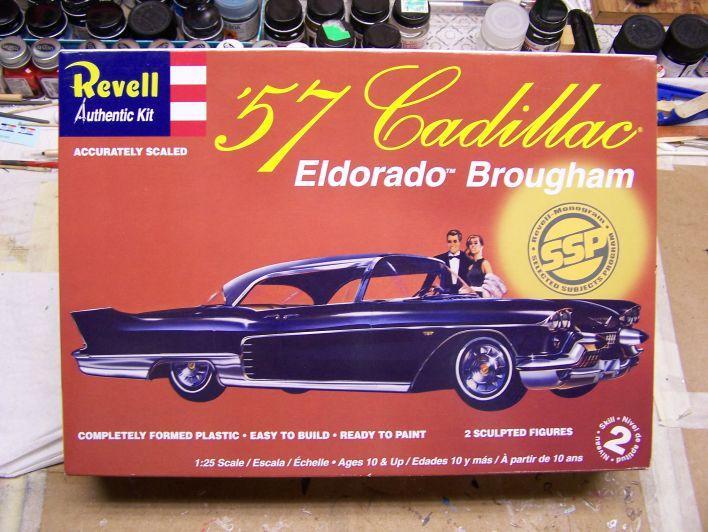 Revell
Authentic Kit
ACCURATELY SCALED
'57 Cadillac®
Eldorado™ Brougham
• Revell-Monogram •
SSP
SELECTED SUBJECTS PROGRAM
COMPLETELY FORMED PLASTIC • EASY TO BUILD • READY TO PAINT
2 SCULPTED FIGURES
1:25 Scale / Escala / Échelle • Ages 10 & Up / Edades 10 y más / À partir de 10 ans
Niveau • Skill • Nivel de aptitud •
2